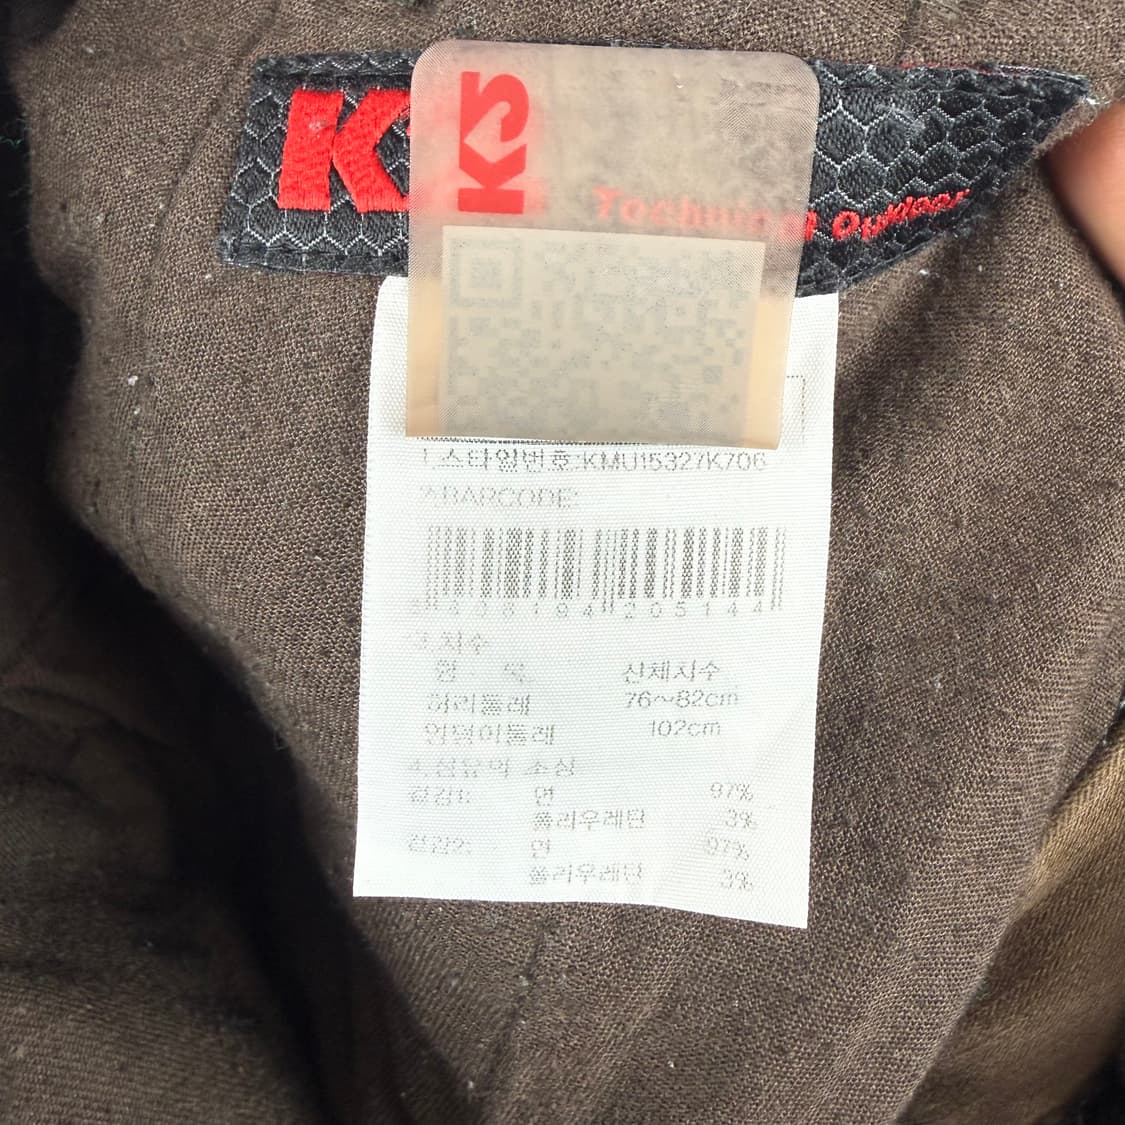 K
K2
Technical Outdoor
1.스타일번호:KMU15327K706
2.BARCODE:
3.치수
항 목 신체치수
허리둘레 76~82cm
엉덩이둘레 102cm
4.섬유의 조성
겉감1: 면 97%
폴리우레탄 3%
겉감2: 면 97%
폴리우레탄 3%